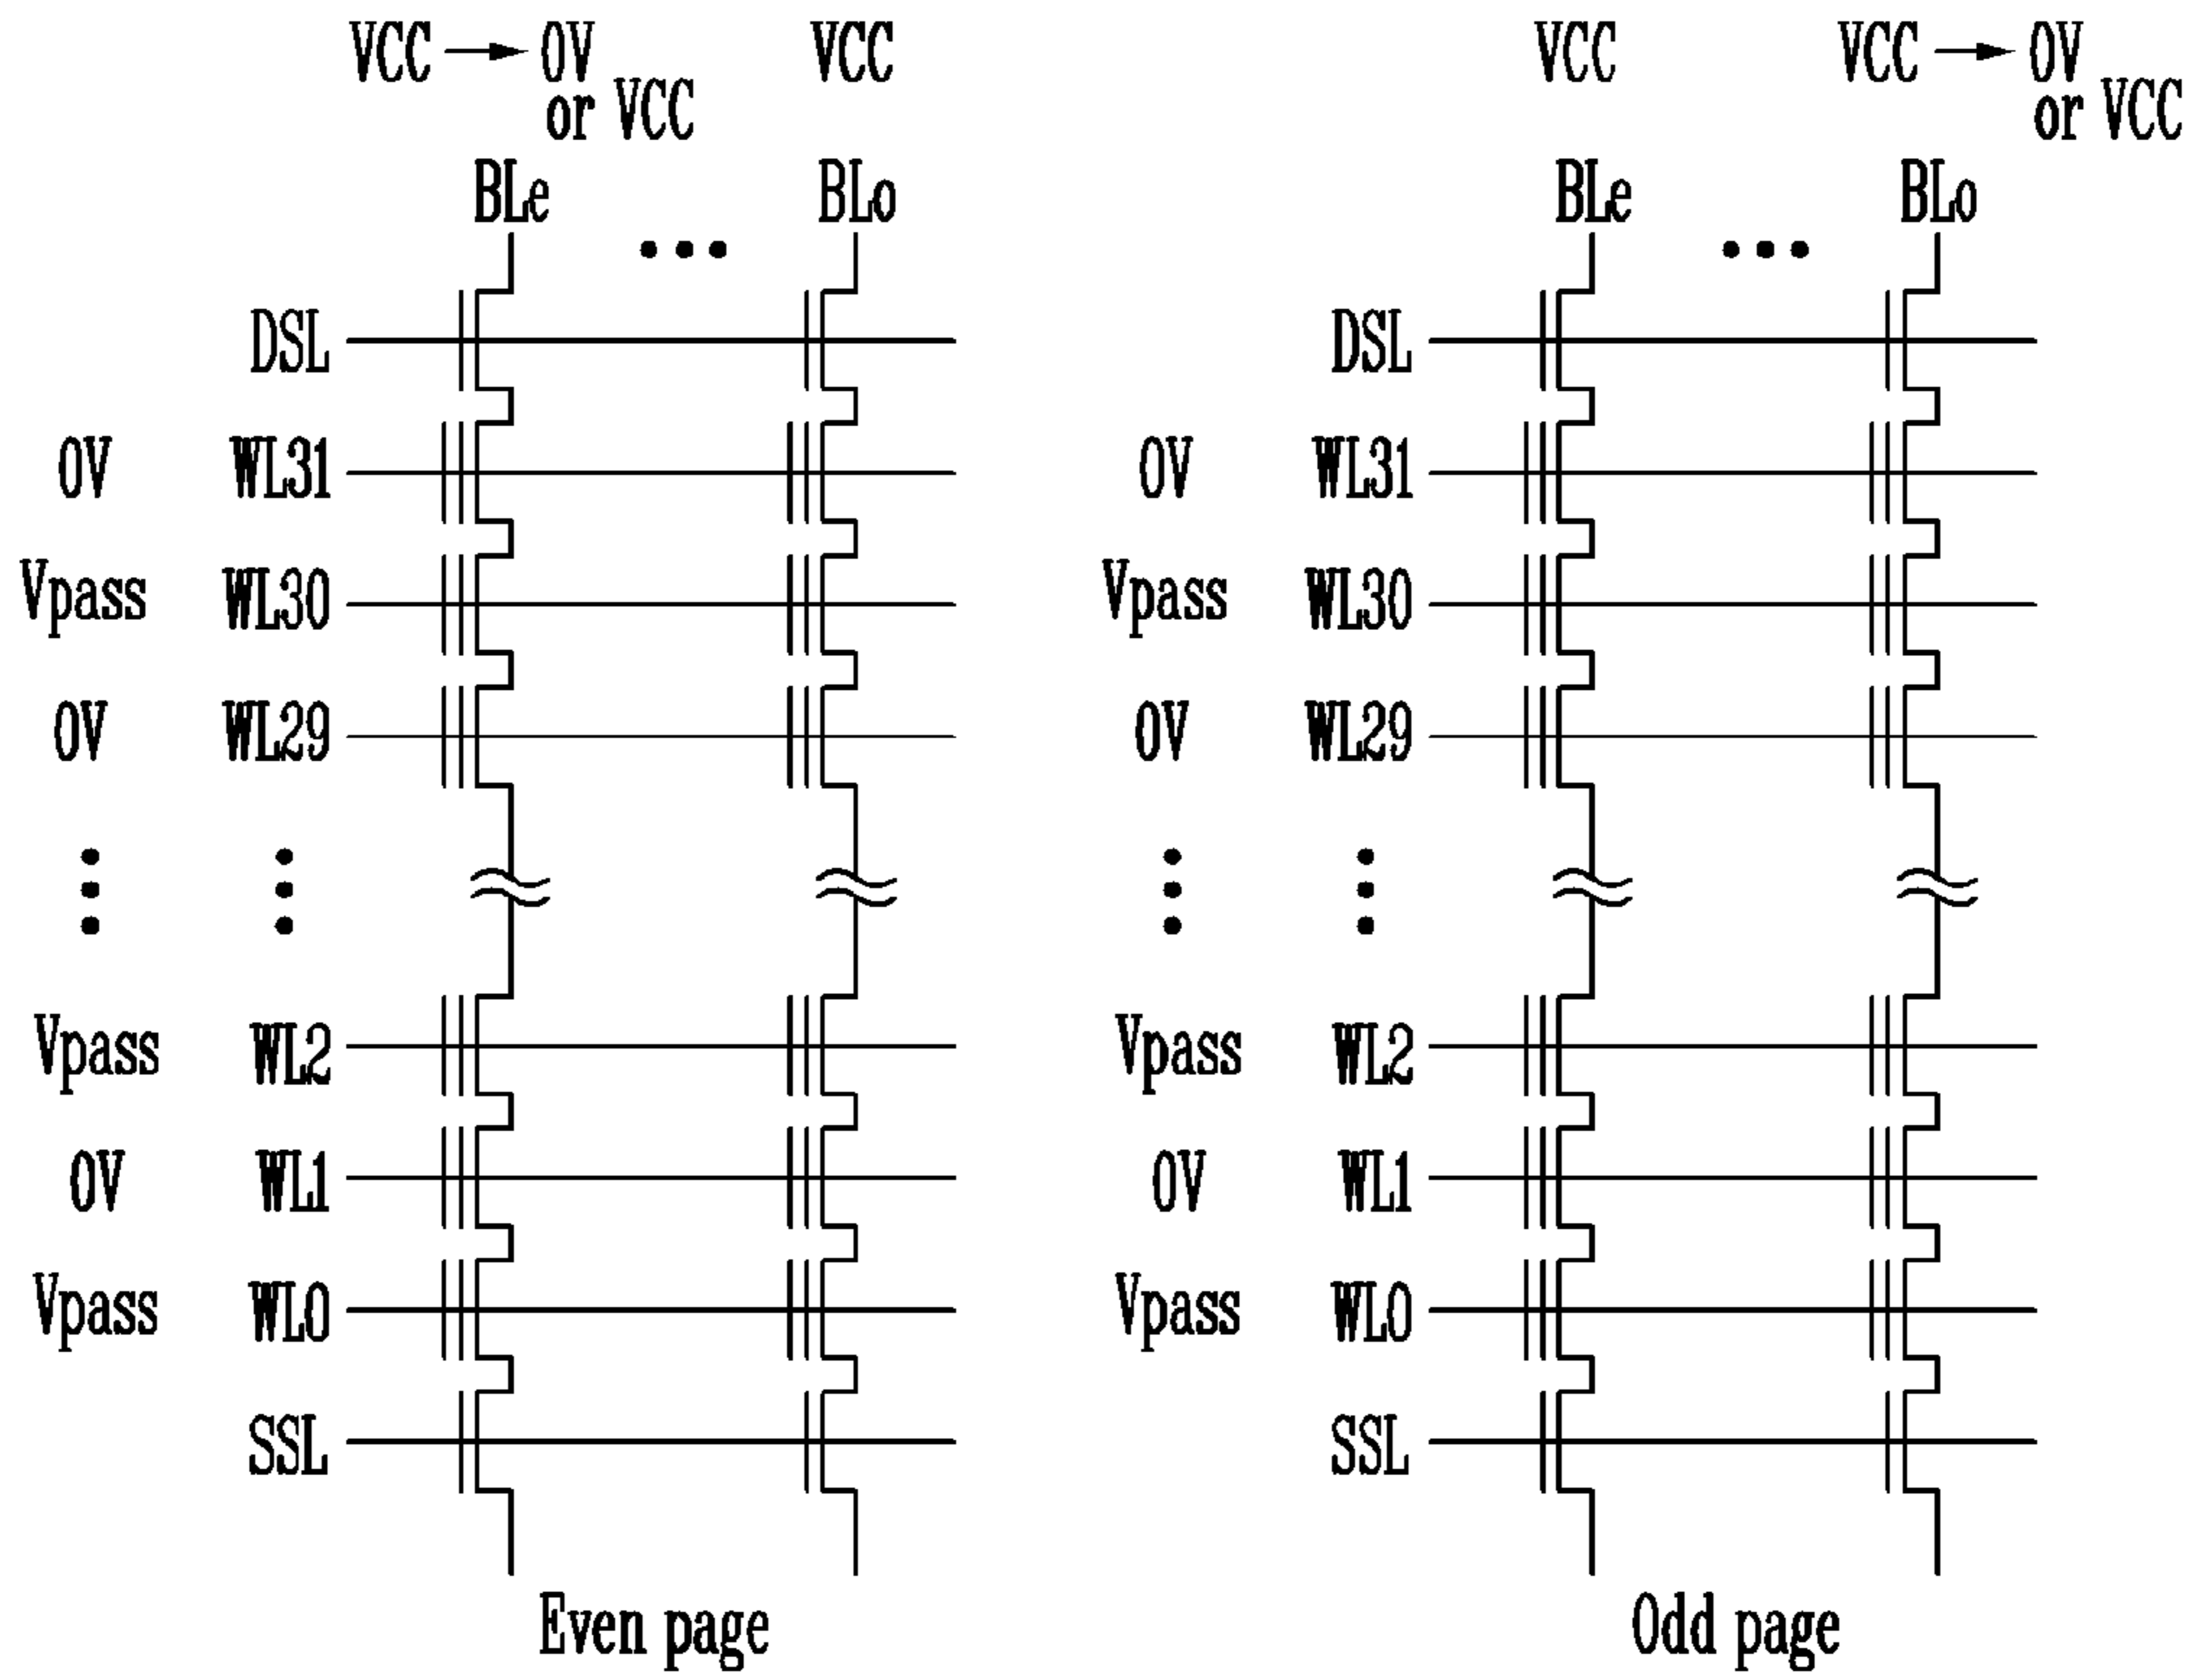 VCC → 0V VCC
or VCC
BLe BLo
DSL
0V WL31
Vpass WL30
0V WL29
Vpass WL2
0V WL1
Vpass WL0
SSL
Even page
VCC VCC → 0V
or VCC
BLe BLo
DSL
0V WL31
Vpass WL30
0V WL29
Vpass WL2
0V WL1
Vpass WL0
SSL
Odd page